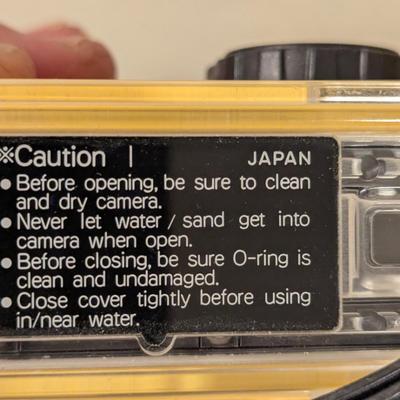 ※Caution | JAPAN
• Before opening, be sure to clean
and dry camera.
• Never let water / sand get into
camera when open.
• Before closing, be sure O-ring is
clean and undamaged.
• Close cover tightly before using
in/near water.